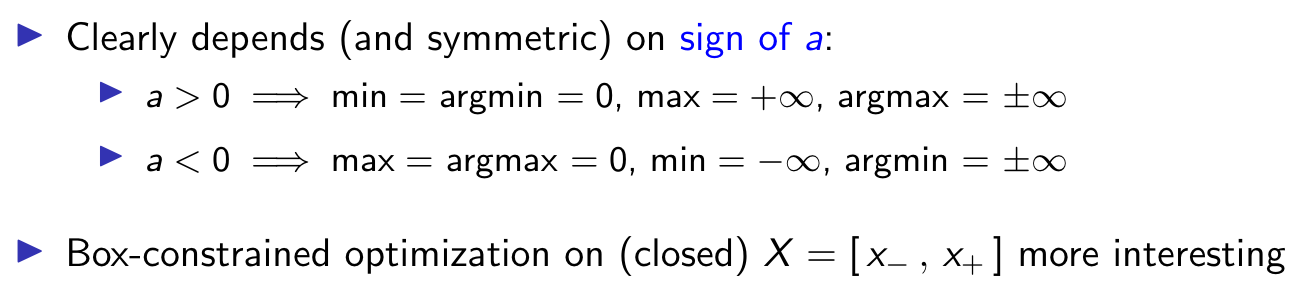 ▶ Clearly depends (and symmetric) on sign of a:
▶ a > 0 ⟹ min = argmin = 0, max = +∞, argmax = ±∞
▶ a < 0 ⟹ max = argmax = 0, min = −∞, argmin = ±∞
▶ Box-constrained optimization on (closed) X = [ x₋ , x₊ ] more interesting